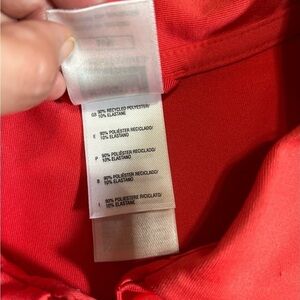 GB 90% RECYCLED POLYESTER/
10% ELASTANE
E 90% POLIÉSTER RECICLADO/
10% ELASTANO
P 90% POLIÉSTER RECICLADO/
10% ELASTANO
B 90% POLIÉSTER RECICLADO/
10% ELASTANO
I 90% POLIESTERE RICICLATO/
10% ELASTAN